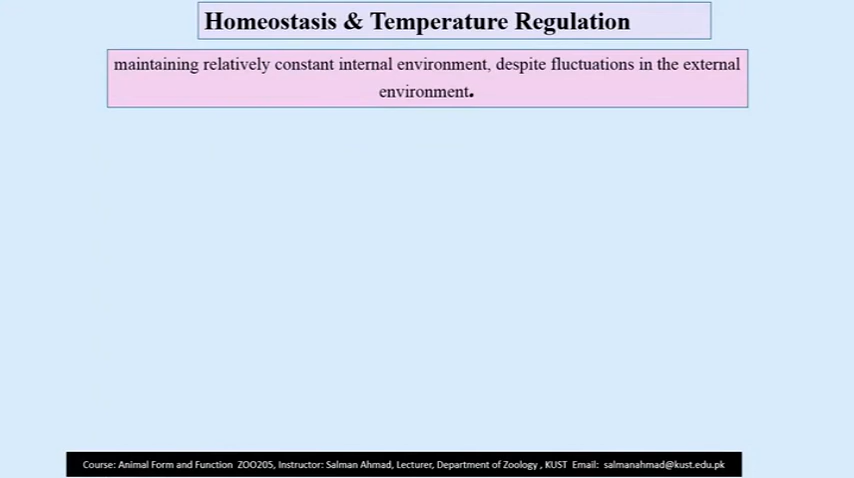 Homeostasis & Temperature Regulation
maintaining relatively constant internal environment, despite fluctuations in the external
environment.
Course: Animal Form and Function ZOO205, Instructor: Salman Ahmad, Lecturer, Department of Zoology , KUST Email: salmanahmad@kust.edu.pk